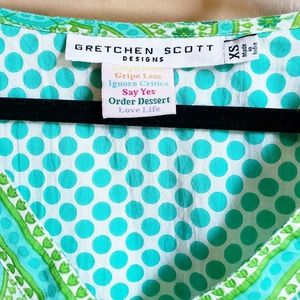 GRETCHEN SCOTT
DESIGNS
XS
Gripe Less
Ignore Critics
Say Yes
Order Dessert
Love Life